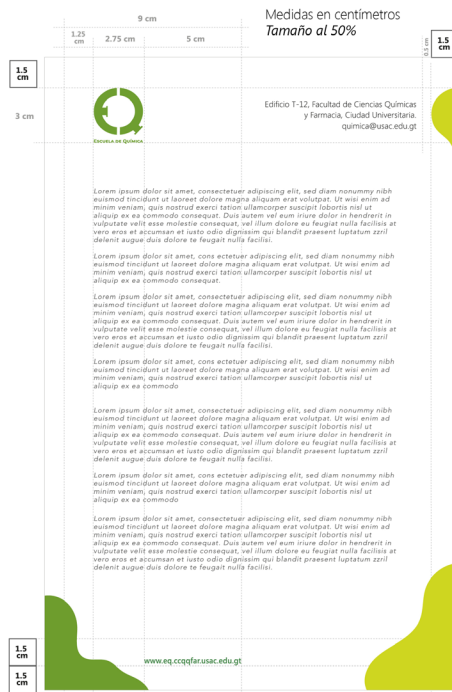 9 cm
Medidas en centímetros
Tamaño al 50%
1.25
cm
2.75 cm
5 cm
0.5 cm
1.5
cm
1.5
cm
3 cm
ESCUELA DE QUÍMICA
Edificio T-12, Facultad de Ciencias Químicas
y Farmacia, Ciudad Universitaria.
quimica@usac.edu.gt
Lorem ipsum dolor sit amet, consectetuer adipiscing elit, sed diam nonummy nibh
euismod tincidunt ut laoreet dolore magna aliquam erat volutpat. Ut wisi enim ad
minim veniam, quis nostrud exerci tation ullamcorper suscipit lobortis nisl ut
aliquip ex ea commodo consequat. Duis autem vel eum iriure dolor in hendrerit in
vulputate velit esse molestie consequat, vel illum dolore eu feugiat nulla facilisis at
vero eros et accumsan et iusto odio dignissim qui blandit praesent luptatum zzril
delenit augue duis dolore te feugait nulla facilisi.
Lorem ipsum dolor sit amet, cons ectetuer adipiscing elit, sed diam nonummy nibh
euismod tincidunt ut laoreet dolore magna aliquam erat volutpat. Ut wisi enim ad
minim veniam, quis nostrud exerci tation ullamcorper suscipit lobortis nisl ut
aliquip ex ea commodo consequat.
Lorem ipsum dolor sit amet, consectetuer adipiscing elit, sed diam nonummy nibh
euismod tincidunt ut laoreet dolore magna aliquam erat volutpat. Ut wisi enim ad
minim veniam, quis nostrud exerci tation ullamcorper suscipit lobortis nisl ut
aliquip ex ea commodo consequat. Duis autem vel eum iriure dolor in hendrerit in
vulputate velit esse molestie consequat, vel illum dolore eu feugiat nulla facilisis at
vero eros et accumsan et iusto odio dignissim qui blandit praesent luptatum zzril
delenit augue duis dolore te feugait nulla facilisi.
Lorem ipsum dolor sit amet, cons ectetuer adipiscing elit, sed diam nonummy nibh
euismod tincidunt ut laoreet dolore magna aliquam erat volutpat. Ut wisi enim ad
minim veniam, quis nostrud exerci tation ullamcorper suscipit lobortis nisl ut
aliquip ex ea commodo
Lorem ipsum dolor sit amet, consectetuer adipiscing elit, sed diam nonummy nibh
euismod tincidunt ut laoreet dolore magna aliquam erat volutpat. Ut wisi enim ad
minim veniam, quis nostrud exerci tation ullamcorper suscipit lobortis nisl ut
aliquip ex ea commodo consequat. Duis autem vel eum iriure dolor in hendrerit in
vulputate velit esse molestie consequat, vel illum dolore eu feugiat nulla facilisis at
vero eros et accumsan et iusto odio dignissim qui blandit praesent luptatum zzril
delenit augue duis dolore te feugait nulla facilisi.
Lorem ipsum dolor sit amet, cons ectetuer adipiscing elit, sed diam nonummy nibh
euismod tincidunt ut laoreet dolore magna aliquam erat volutpat. Ut wisi enim ad
minim veniam, quis nostrud exerci tation ullamcorper suscipit lobortis nisl ut
aliquip ex ea commodo
Lorem ipsum dolor sit amet, consectetuer adipiscing elit, sed diam nonummy nibh
euismod tincidunt ut laoreet dolore magna aliquam erat volutpat. Ut wisi enim ad
minim veniam, quis nostrud exerci tation ullamcorper suscipit lobortis nisl ut
aliquip ex ea commodo consequat. Duis autem vel eum iriure dolor in hendrerit in
vulputate velit esse molestie consequat, vel illum dolore eu feugiat nulla facilisis at
vero eros et accumsan et iusto odio dignissim qui blandit praesent luptatum zzril
delenit augue duis dolore te feugait nulla facilisi.
1.5
cm
www.eq.ccqqfar.usac.edu.gt
1.5
cm